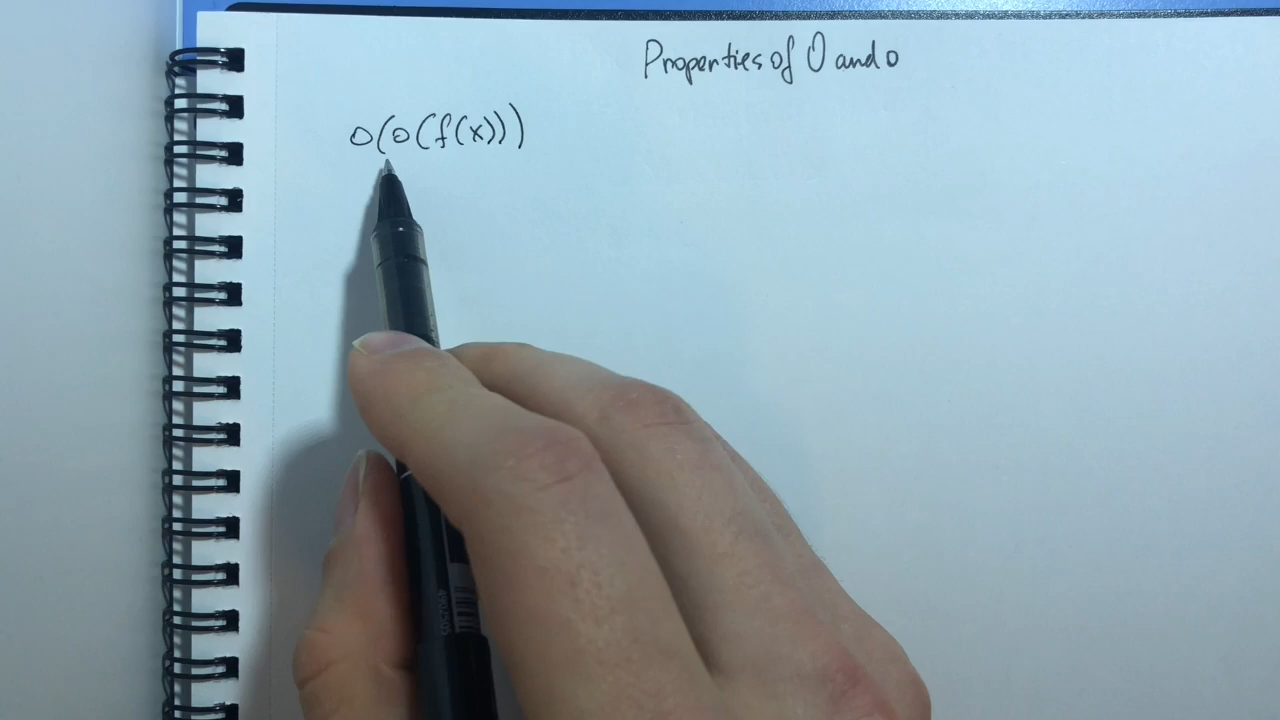 Properties of O and o
o(o(f(x)))